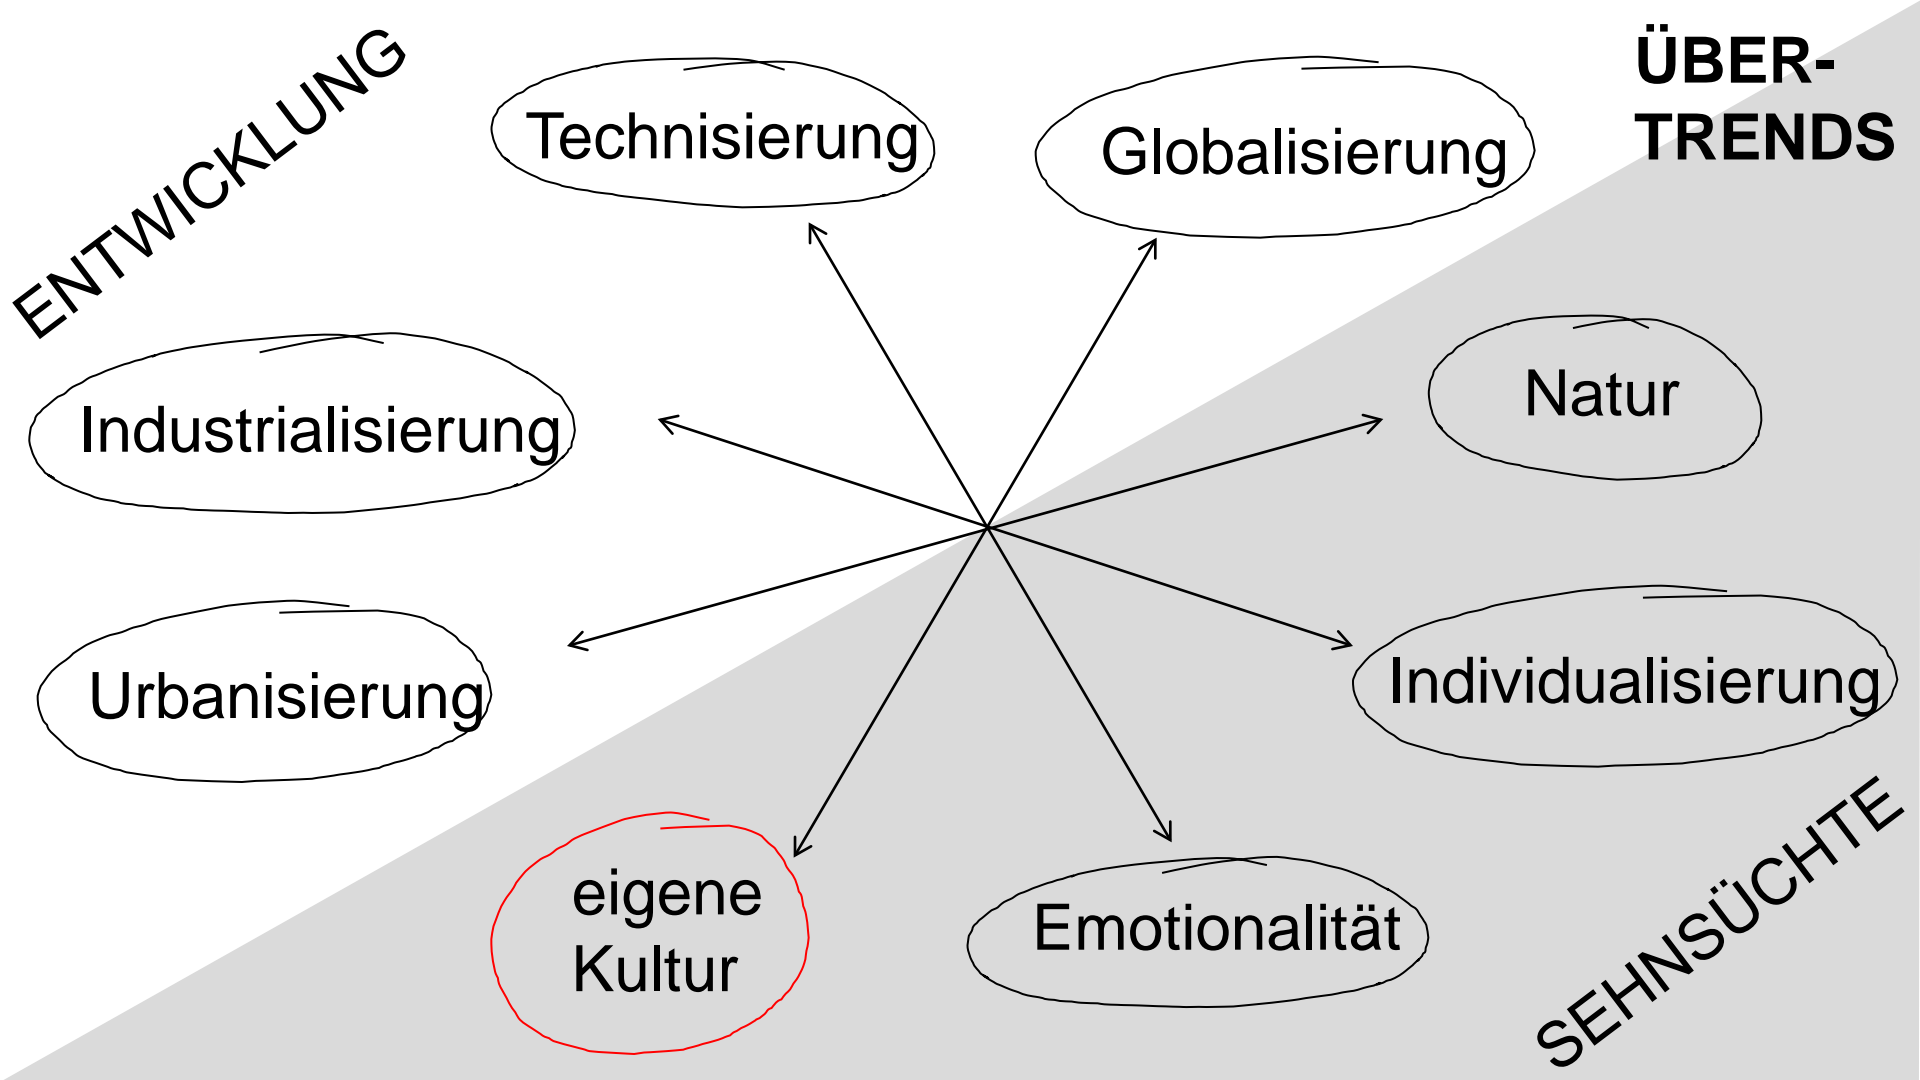 ENTWICKLUNG
Technisierung
Globalisierung
ÜBER-
TRENDS
Industrialisierung
Natur
Urbanisierung
Individualisierung
eigene
Kultur
Emotionalität
SEHNSÜCHTE